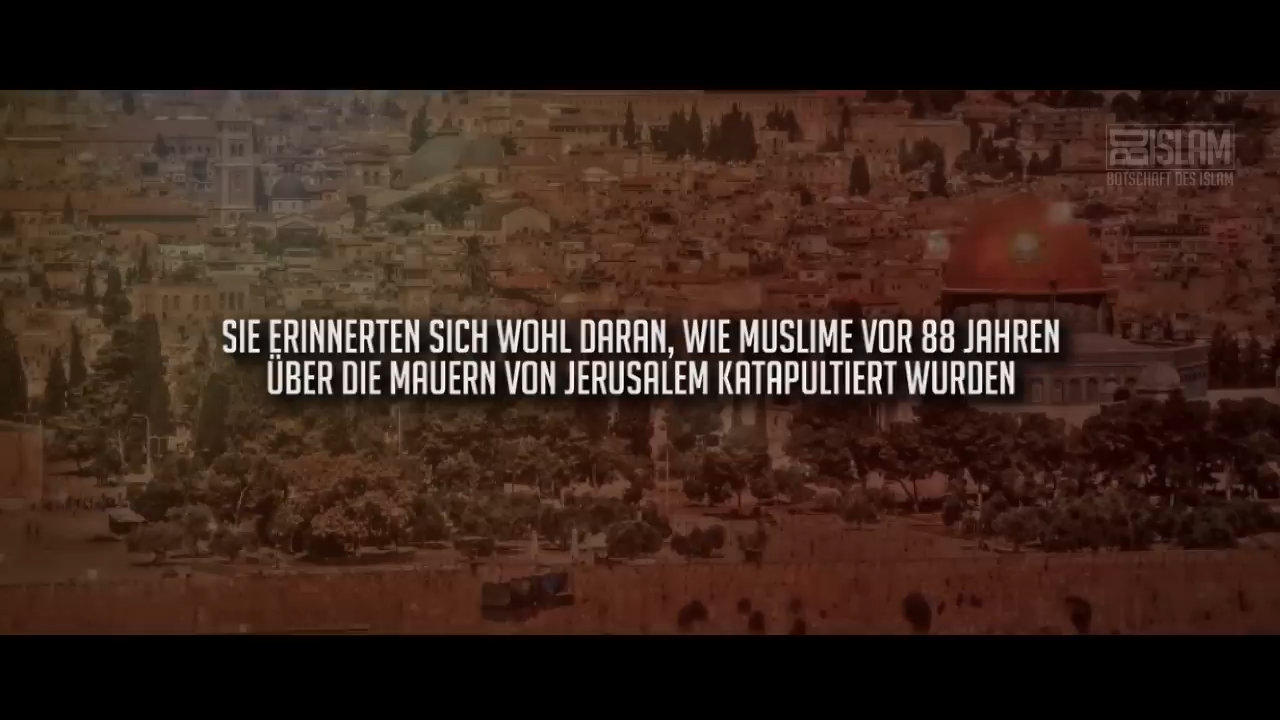 ISLAM
BOTSCHAFT DES ISLAM
SIE ERINNERTEN SICH WOHL DARAN, WIE MUSLIME VOR 88 JAHREN
ÜBER DIE MAUERN VON JERUSALEM KATAPULTIERT WURDEN